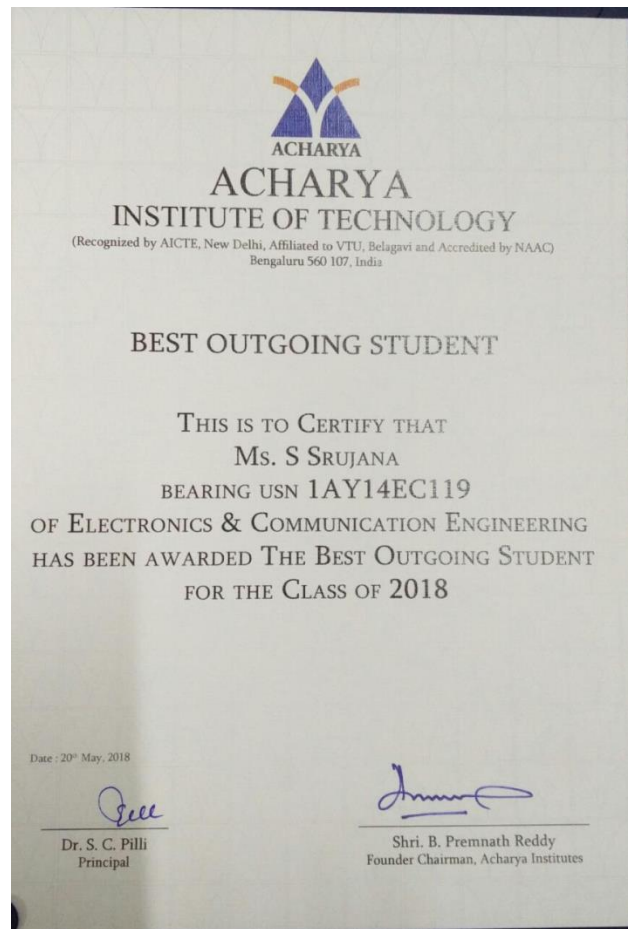 ACHARYA
ACHARYA
INSTITUTE OF TECHNOLOGY
(Recognized by AICTE, New Delhi, Affiliated to VTU, Belagavi and Accredited by NAAC)
Bengaluru 560 107, India
BEST OUTGOING STUDENT
THIS IS TO CERTIFY THAT
MS. S SRUJANA
BEARING USN 1AY14EC119
OF ELECTRONICS & COMMUNICATION ENGINEERING
HAS BEEN AWARDED THE BEST OUTGOING STUDENT
FOR THE CLASS OF 2018
Date : 20th May, 2018
Dr. S. C. Pilli
Principal
Shri. B. Premnath Reddy
Founder Chairman, Acharya Institutes